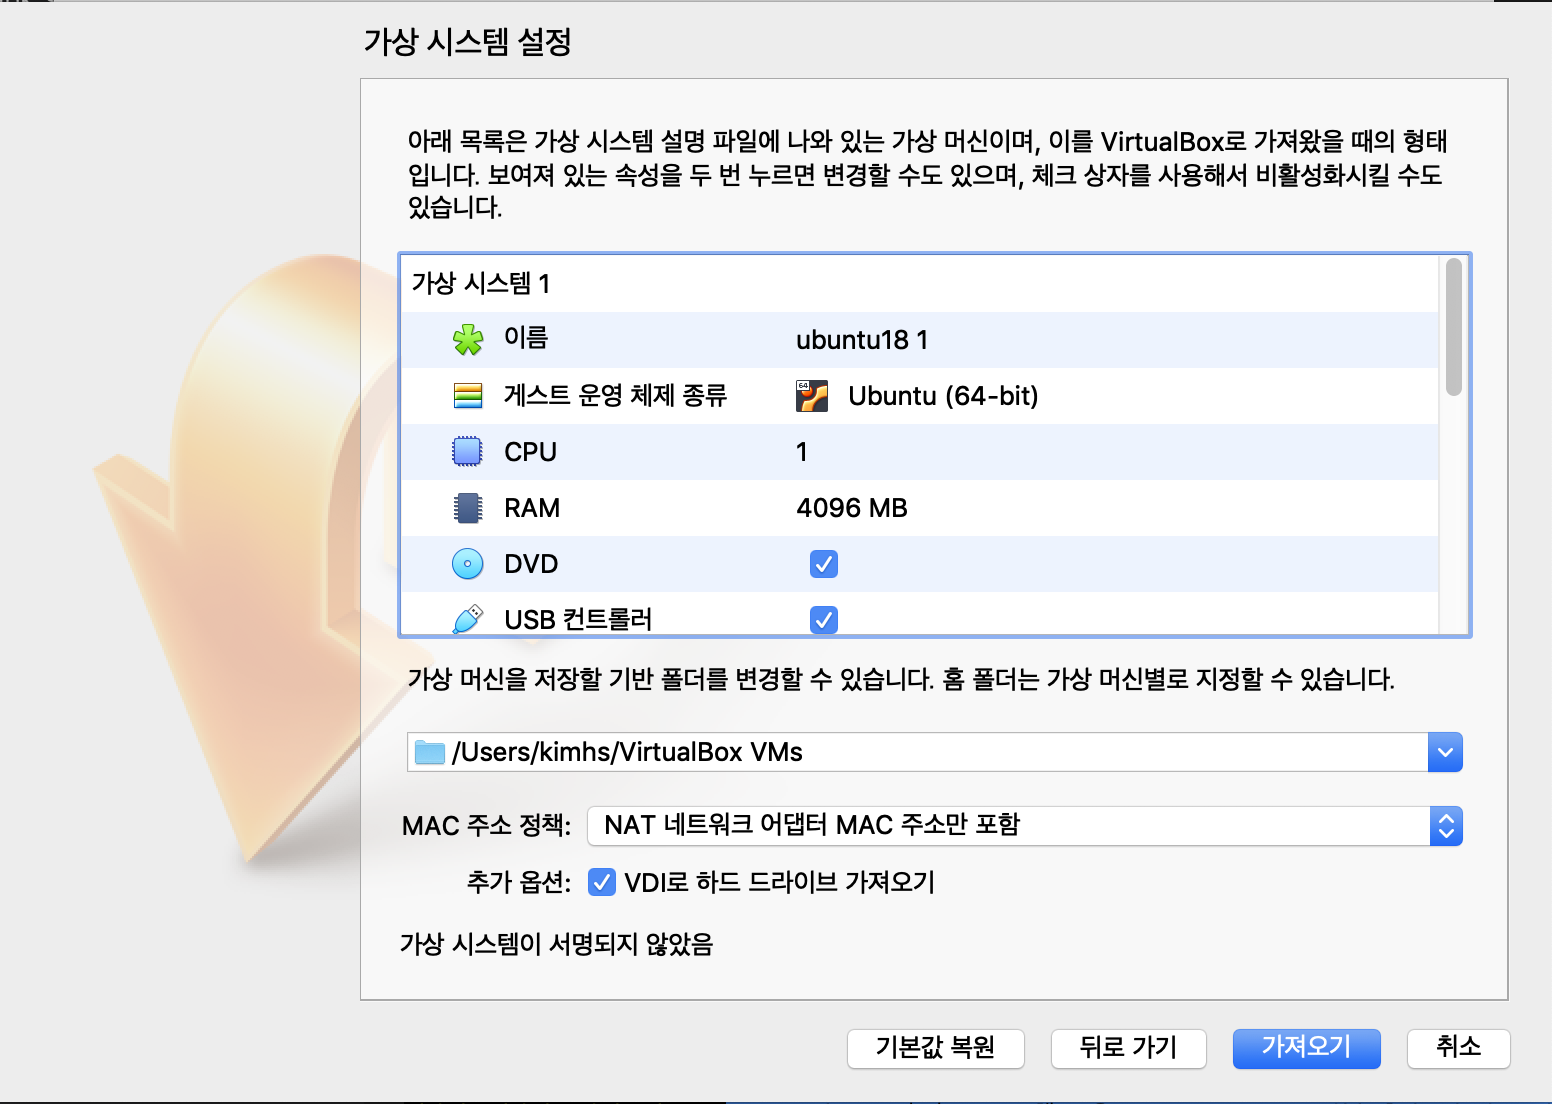 가상 시스템 설정
아래 목록은 가상 시스템 설명 파일에 나와 있는 가상 머신이며, 이를 VirtualBox로 가져왔을 때의 형태
입니다. 보여져 있는 속성을 두 번 누르면 변경할 수도 있으며, 체크 상자를 사용해서 비활성화시킬 수도
있습니다.
가상 시스템 1
이름 ubuntu18 1
게스트 운영 체제 종류 64 Ubuntu (64-bit)
CPU 1
RAM 4096 MB
DVD
USB 컨트롤러
가상 머신을 저장할 기반 폴더를 변경할 수 있습니다. 홈 폴더는 가상 머신별로 지정할 수 있습니다.
/Users/kimhs/VirtualBox VMs
MAC 주소 정책: NAT 네트워크 어댑터 MAC 주소만 포함
추가 옵션: VDI로 하드 드라이브 가져오기
가상 시스템이 서명되지 않았음
기본값 복원 뒤로 가기 가져오기 취소